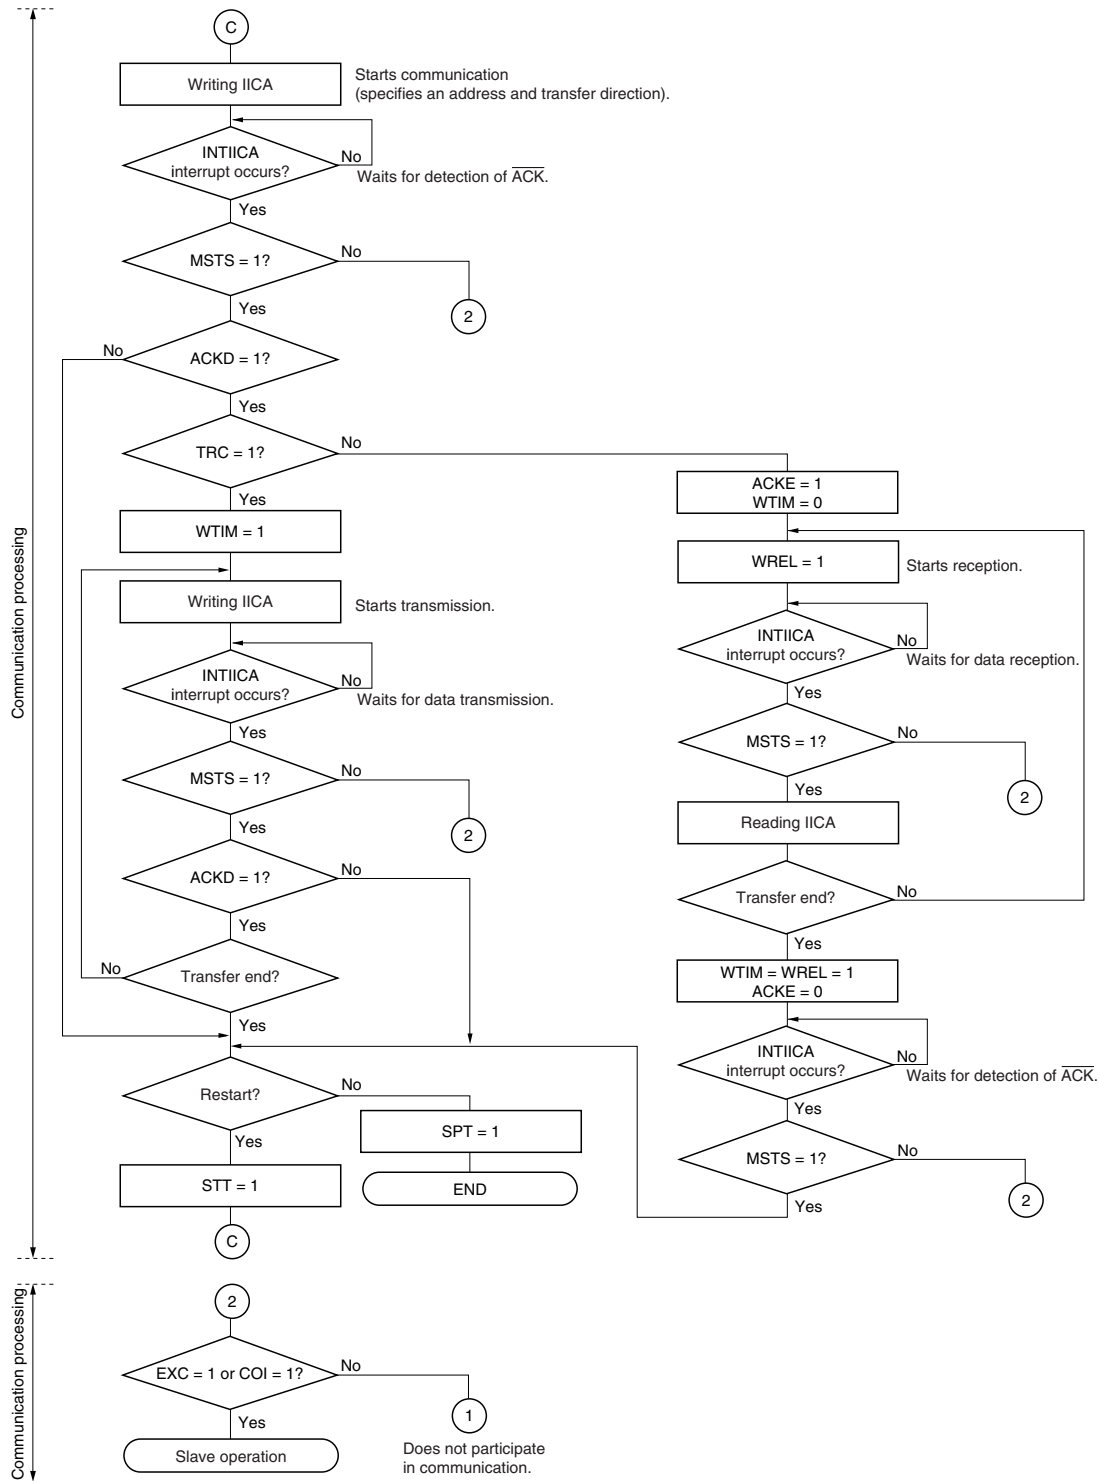 C
Writing IICA
Starts communication
(specifies an address and transfer direction).
INTIICA
interrupt occurs?
No
Waits for detection of ACK.
Yes
MSTS = 1?
No
2
Yes
ACKD = 1?
No
Yes
TRC = 1?
No
Yes
WTIM = 1
Writing IICA
Starts transmission.
INTIICA
interrupt occurs?
No
Waits for data transmission.
Yes
MSTS = 1?
No
2
Yes
ACKD = 1?
No
Yes
Transfer end?
No
Yes
Restart?
No
SPT = 1
END
Yes
STT = 1
C
ACKE = 1
WTIM = 0
WREL = 1
Starts reception.
INTIICA
interrupt occurs?
No
Waits for data reception.
Yes
MSTS = 1?
No
2
Yes
Reading IICA
Transfer end?
No
Yes
WTIM = WREL = 1
ACKE = 0
INTIICA
interrupt occurs?
No
Waits for detection of ACK.
Yes
MSTS = 1?
No
2
Yes
Communication processing
2
EXC = 1 or COI = 1?
No
1
Does not participate
in communication.
Yes
Slave operation
Communication processing